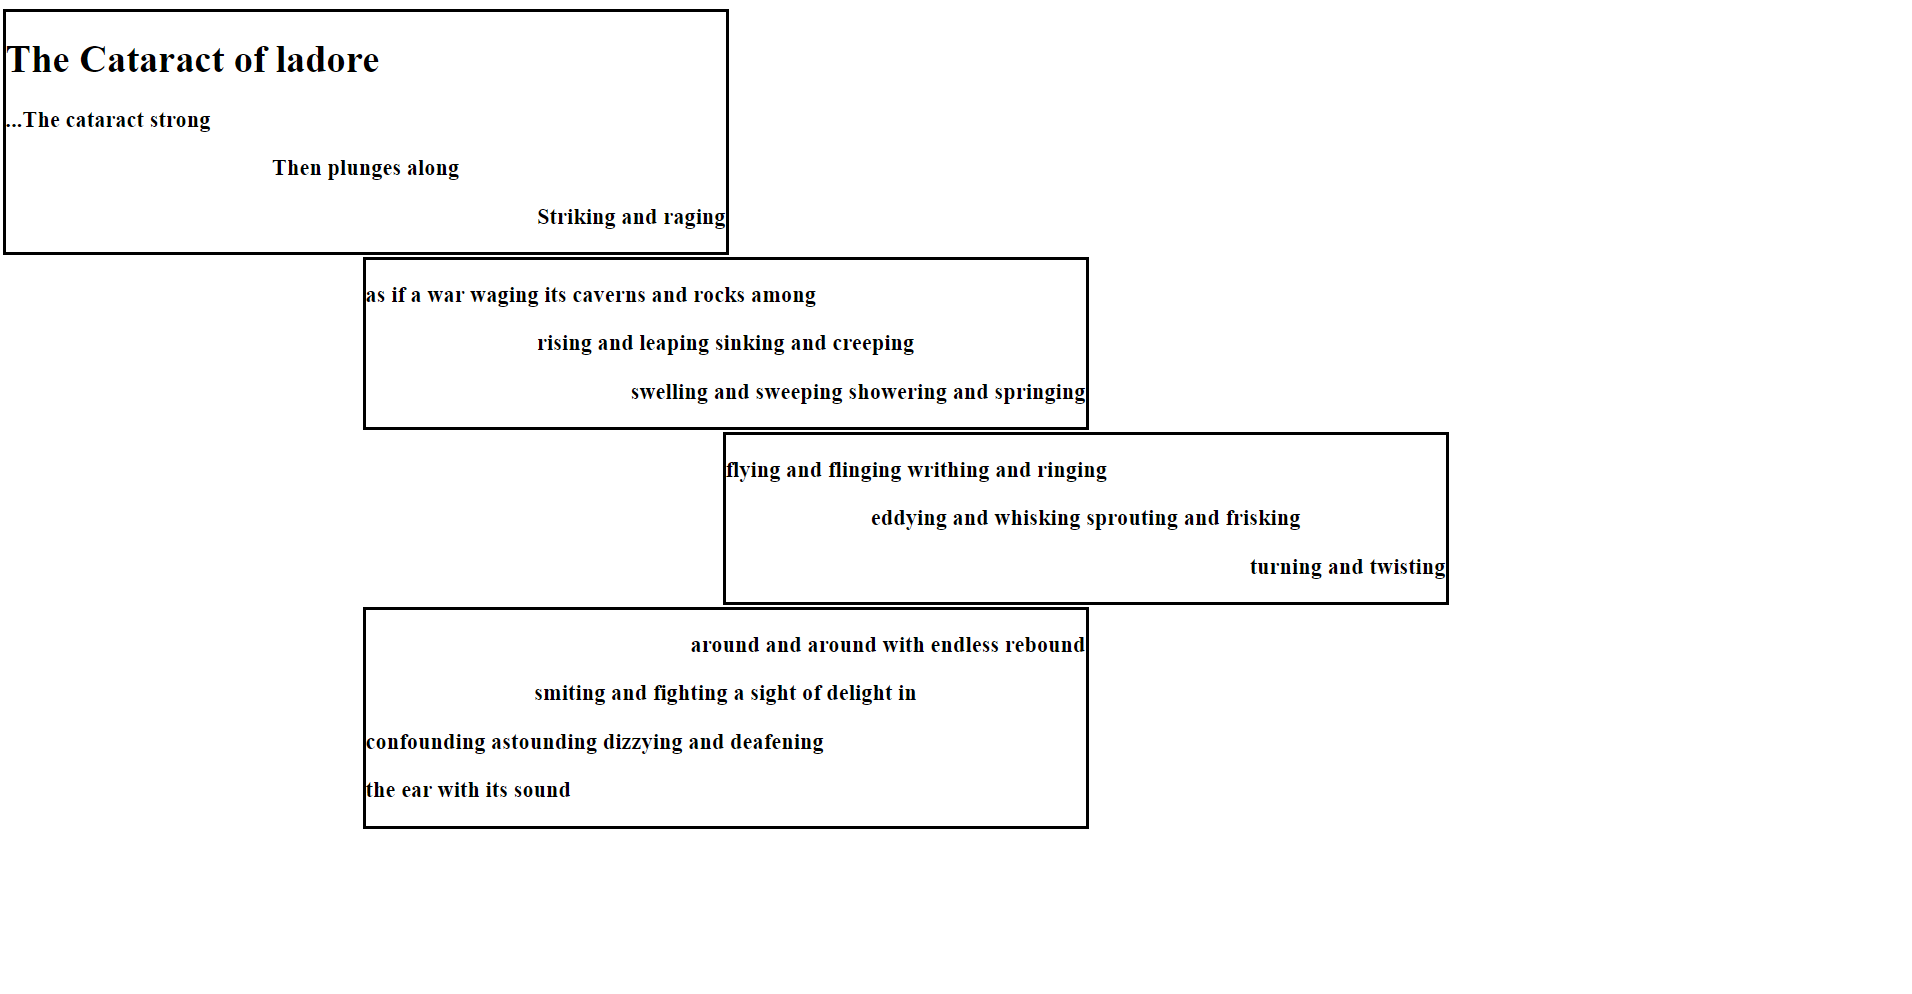 The Cataract of ladore
...The cataract strong
Then plunges along
Striking and raging
as if a war waging its caverns and rocks among
rising and leaping sinking and creeping
swelling and sweeping showering and springing
flying and flinging writhing and ringing
eddying and whisking sprouting and frisking
turning and twisting
around and around with endless rebound
smiting and fighting a sight of delight in
confounding astounding dizzying and deafening
the ear with its sound